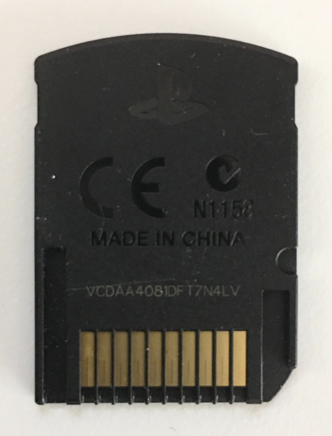 CE
N1158
MADE IN CHINA
VCDAA4081DFT7N4LV